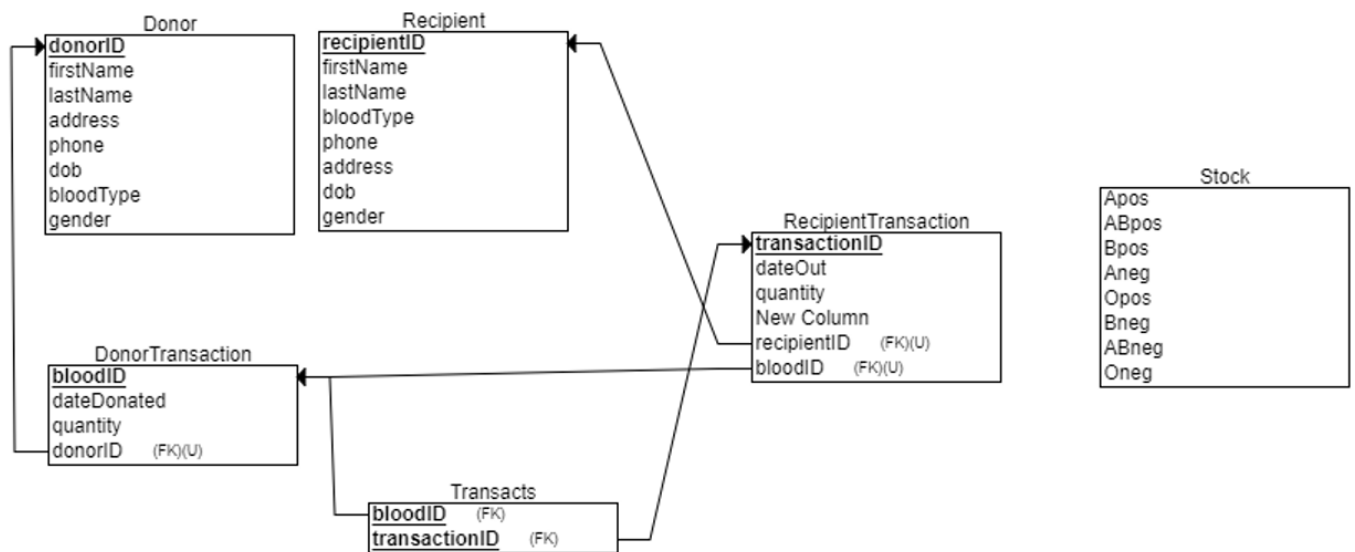 Donor
donorID
firstName
lastName
address
phone
dob
bloodType
gender
Recipient
recipientID
firstName
lastName
bloodType
phone
address
dob
gender
RecipientTransaction
transactionID
dateOut
quantity
New Column
recipientID (FK)(U)
bloodID (FK)(U)
Stock
Apos
ABpos
Bpos
Aneg
Opos
Bneg
ABneg
Oneg
DonorTransaction
bloodID
dateDonated
quantity
donorID (FK)(U)
Transacts
bloodID (FK)
transactionID (FK)